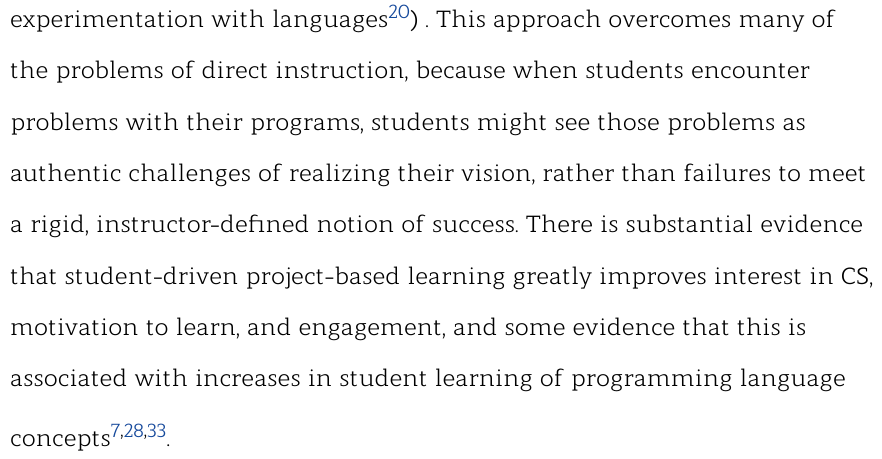 experimentation with languages20) . This approach overcomes many of
the problems of direct instruction, because when students encounter
problems with their programs, students might see those problems as
authentic challenges of realizing their vision, rather than failures to meet
a rigid, instructor-defined notion of success. There is substantial evidence
that student-driven project-based learning greatly improves interest in CS,
motivation to learn, and engagement, and some evidence that this is
associated with increases in student learning of programming language
concepts7,28,33.